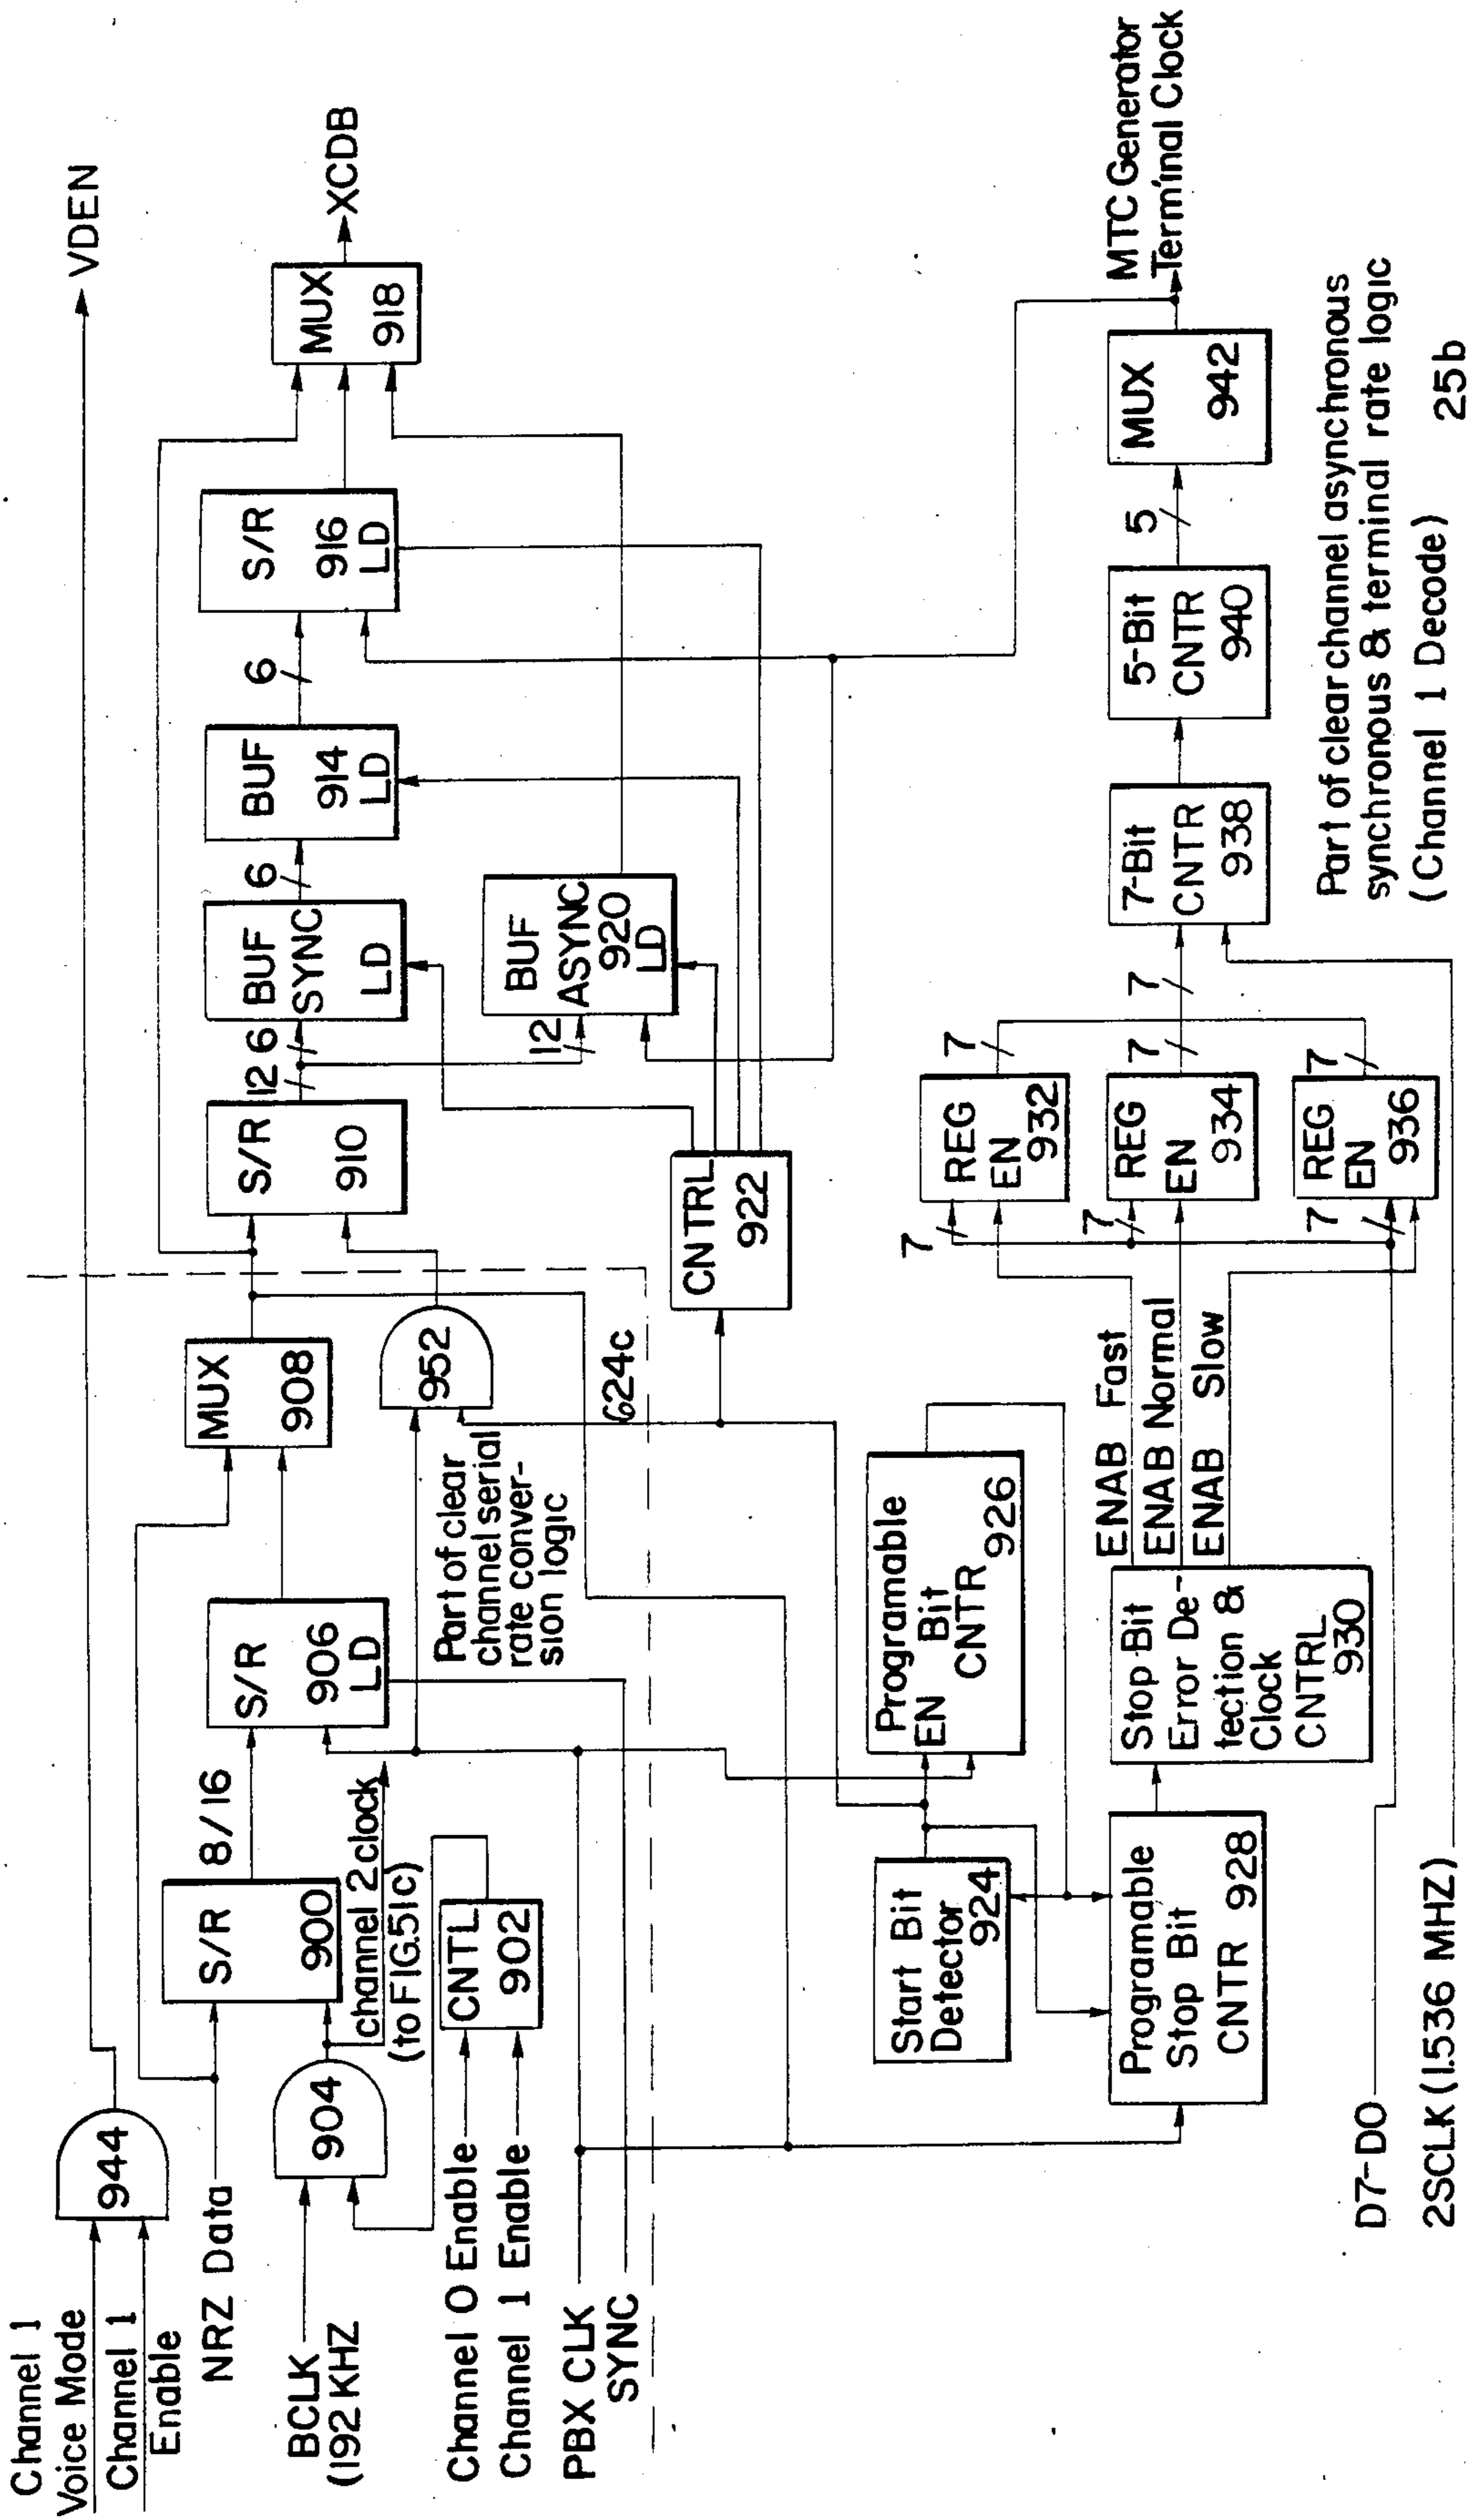 Channel 1
Voice Mode
Channel 1
Enable
944
VDEN
NRZ Data
BCLK
(192 KHZ
904
S/R
900
8/16
S/R
906
LD
MUX
908
S/R
910
12
6
BUF
SYNC
LD
6
BUF
914
LD
6
S/R
916
LD
MUX
918
XCDB
channel 2 clock
(to FIG.51c)
Channel 0 Enable
Channel 1 Enable
CNTL
902
PBX CLK
SYNC
Part of clear
channel serial
rate conver-
sion logic
952
624c
12
BUF
ASYNC
920
LD
CNTRL
922
Start Bit
Detector
924
Programable
EN Bit
CNTR
926
Programable
Stop Bit
CNTR 928
Stop Bit
Error De-
tection &
Clock
CNTRL
930
ENAB Fast
ENAB Normal
ENAB Slow
7
REG
EN
932
7
7
REG
EN
934
7
7
REG
EN
936
7
7
7-Bit
CNTR
938
5-Bit
CNTR
940
5
MUX
942
MTC Generator
Terminal Clock
D7-D0
2SCLK (1.536 MHZ)
Part of clear channel asynchronous
synchronous & terminal rate logic
(Channel 1 Decode)
25b